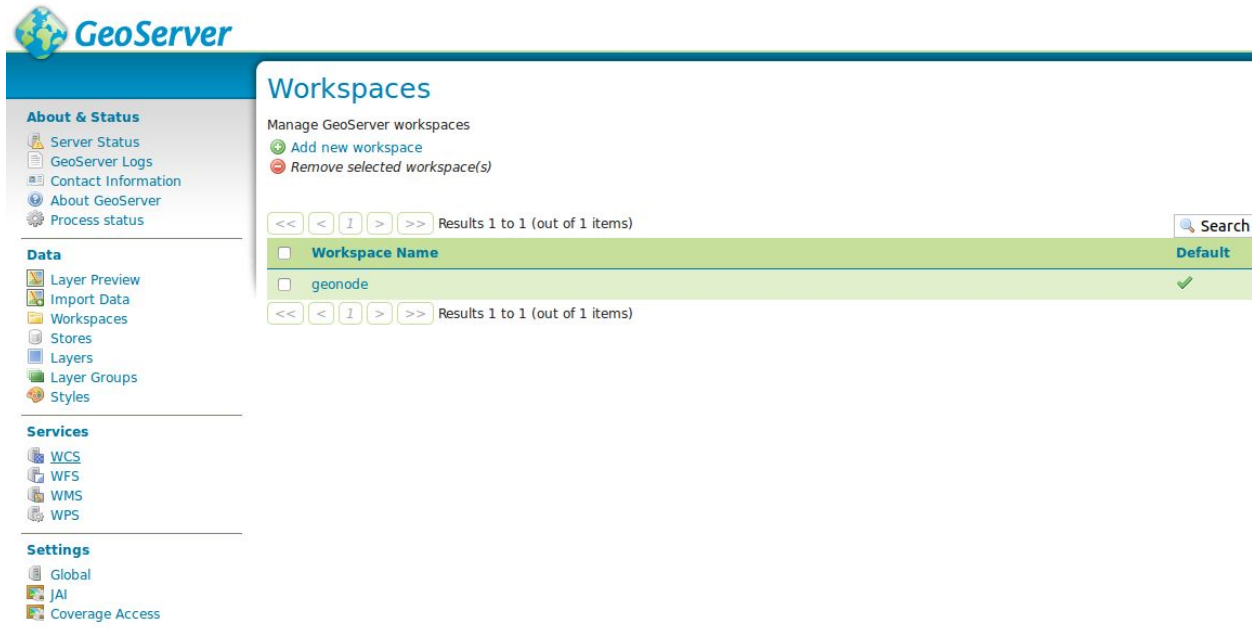 GeoServer
About & Status
Server Status
GeoServer Logs
Contact Information
About GeoServer
Process status
Data
Layer Preview
Import Data
Workspaces
Stores
Layers
Layer Groups
Styles
Services
WCS
WFS
WMS
WPS
Settings
Global
JAI
Coverage Access
Workspaces
Manage GeoServer workspaces
Add new workspace
Remove selected workspace(s)
<< < 1 > >> Results 1 to 1 (out of 1 items) Search
Workspace Name Default
geonode
<< < 1 > >> Results 1 to 1 (out of 1 items)